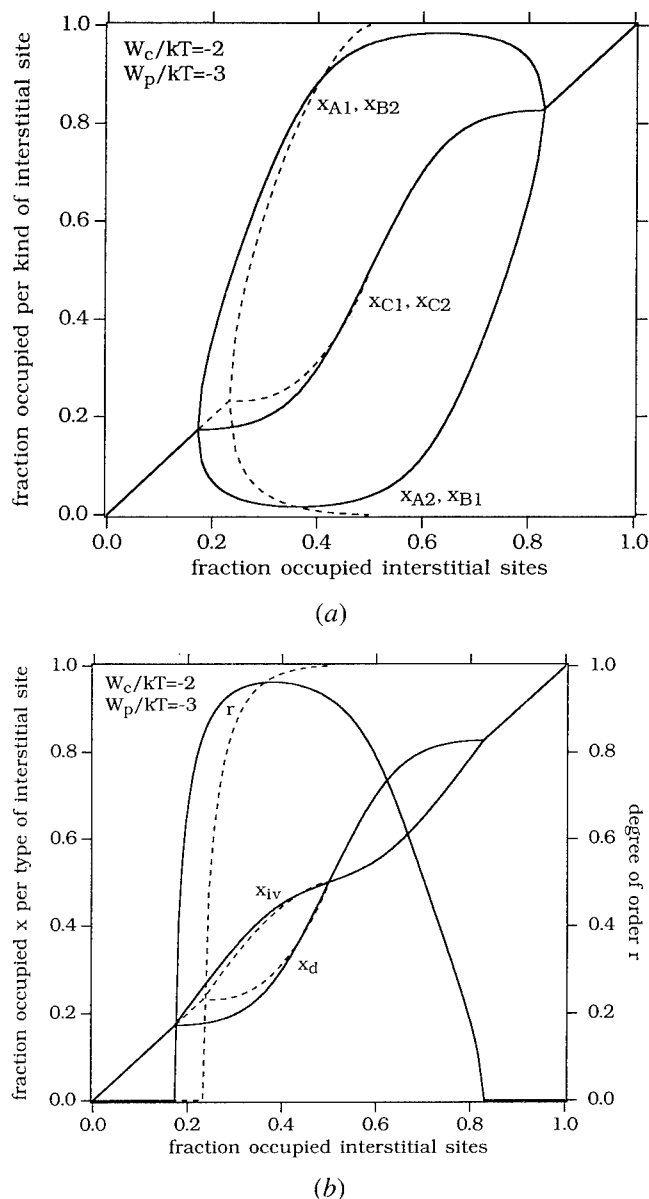 1.0
W_c/kT=-2
W_p/kT=-3
0.8
x_A1, x_B2
0.6
x_C1, x_C2
0.4
0.2
x_A2, x_B1
0.0
0.0 0.2 0.4 0.6 0.8 1.0
fraction occupied per kind of interstitial site
fraction occupied interstitial sites
(a)
1.0 1.0
W_c/kT=-2
W_p/kT=-3
r
0.8 0.8
0.6 0.6
x_iv
0.4 0.4
x_d
0.2 0.2
0.0 0.0
0.0 0.2 0.4 0.6 0.8 1.0
fraction occupied x per type of interstitial site
degree of order r
fraction occupied interstitial sites
(b)